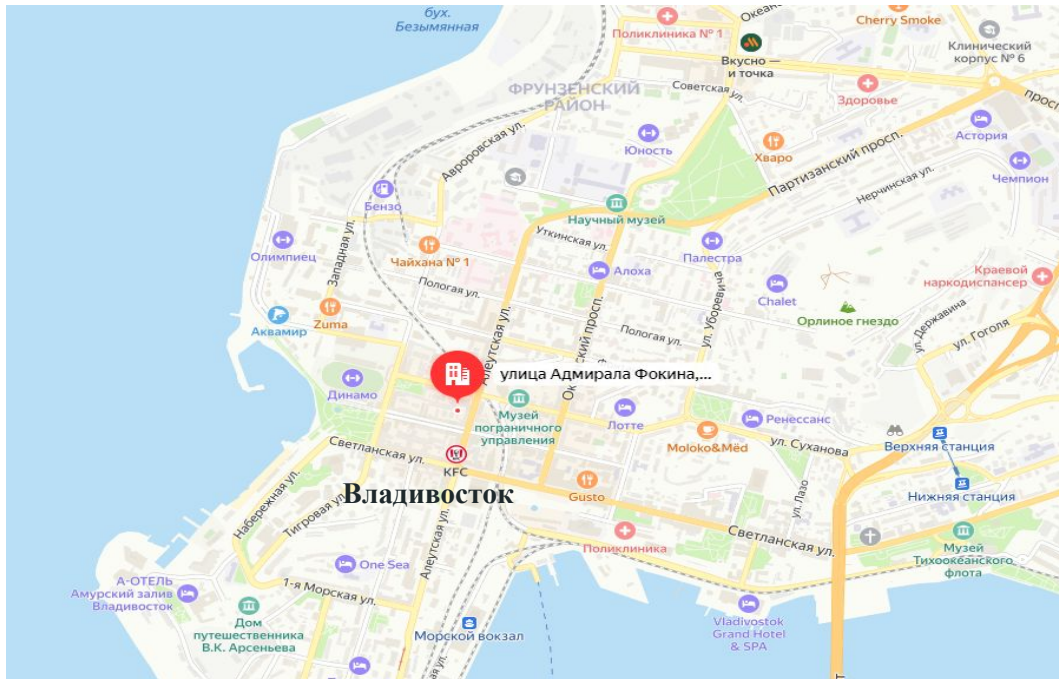 бух.
Безымянная
Океанс
Поликлиника № 1
Cherry Smoke
Вкусно —
и точка
Клинический
корпус № 6
ФРУНЗЕНСКИЙ
РАЙОН
Советская ул.
Здоровье
просп
Авроровская ул.
Юность
Хваро
Астория
Партизанский просп.
Чемпион
Нерчинская ул.
Бензо
Научный музей
Уткинская ул.
Олимпиец
Западная ул.
Чайхана № 1
Палестра
Алоха
Пологая ул.
Краевой
наркодиспансер
Chalet
ул. Уборевича
Орлиное гнездо
ул. Державина
Аквамир
Zuma
Алеутская ул.
Пологая ул.
ул. Гоголя
улица Адмирала Фокина,...
Динамо
Музей
пограничного
управления
Лотте
Ренессанс
Moloko&Mёd
ул. Суханова
Верхняя станция
Светланская ул.
KFC
Владивосток
Gusto
ул. Лазо
Нижняя станция
Набережная ул.
Тигровая ул.
Поликлиника
Светланская ул.
Музей
Тихоокеанского
флота
А-ОТЕЛЬ
Амурский залив
Владивосток
One Sea
Алеутская ул.
1-я Морская ул.
Дом
путешественника
В.К. Арсеньева
Морской вокзал
Vladivostok
Grand Hotel
& SPA